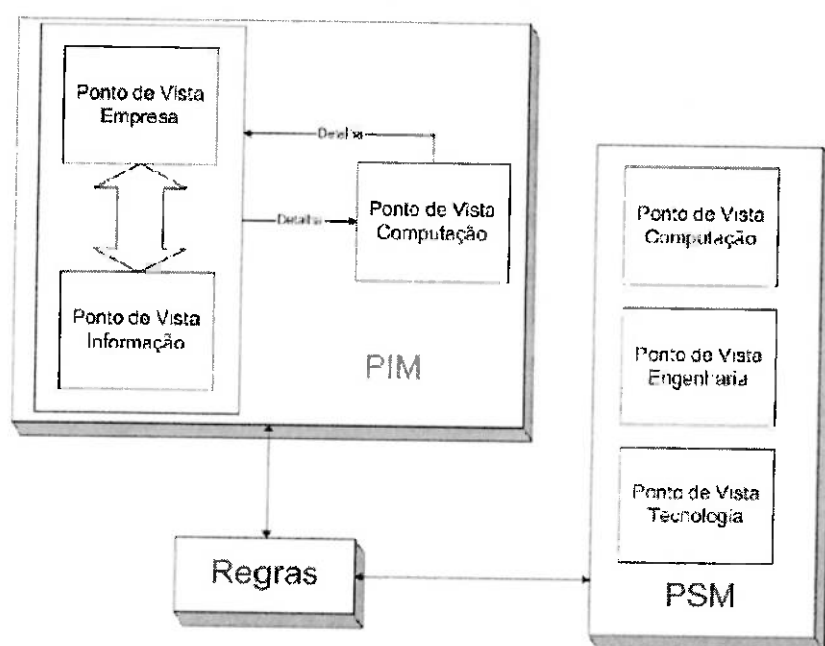 Ponto de Vista
Empresa
Detalha
Detalha
Ponto de Vista
Computação
Ponto de Vista
Informação
PIM
Regras
Ponto de Vista
Computação
Ponto de Vista
Engenharia
Ponto de Vista
Tecnologia
PSM